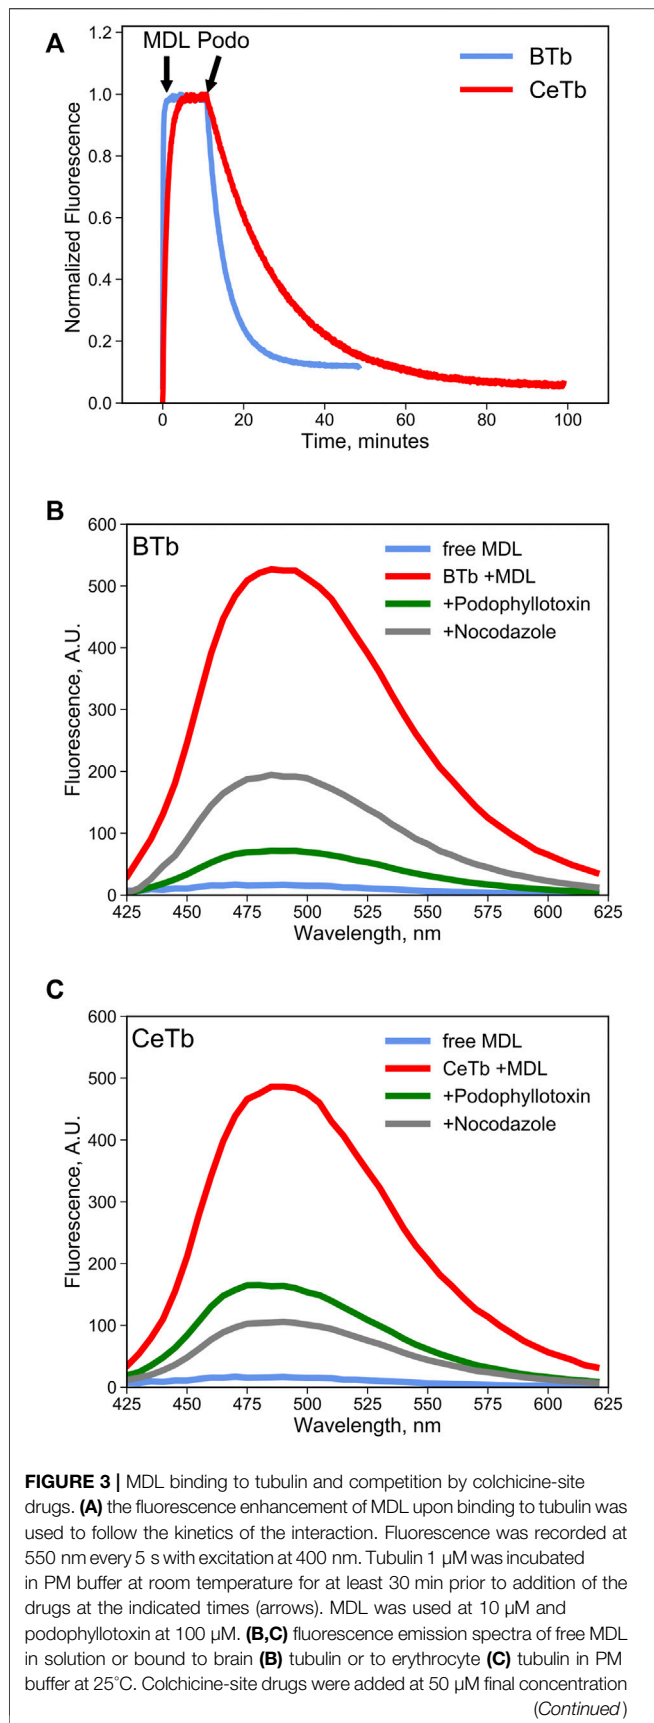 A
MDL Podo
BTb
CeTb
1.2
1.0
0.8
0.6
0.4
0.2
0.0
Normalized Fluorescence
0 20 40 60 80 100
Time, minutes
B
BTb
free MDL
BTb +MDL
+Podophyllotoxin
+Nocodazole
600
500
400
300
200
100
0
Fluorescence, A.U.
425 450 475 500 525 550 575 600 625
Wavelength, nm
C
CeTb
free MDL
CeTb +MDL
+Podophyllotoxin
+Nocodazole
600
500
400
300
200
100
0
Fluorescence, A.U.
425 450 475 500 525 550 575 600 625
Wavelength, nm
FIGURE 3 | MDL binding to tubulin and competition by colchicine-site
drugs. (A) the fluorescence enhancement of MDL upon binding to tubulin was
used to follow the kinetics of the interaction. Fluorescence was recorded at
550 nm every 5 s with excitation at 400 nm. Tubulin 1 μM was incubated
in PM buffer at room temperature for at least 30 min prior to addition of the
drugs at the indicated times (arrows). MDL was used at 10 μM and
podophyllotoxin at 100 μM. (B,C) fluorescence emission spectra of free MDL
in solution or bound to brain (B) tubulin or to erythrocyte (C) tubulin in PM
buffer at 25°C. Colchicine-site drugs were added at 50 μM final concentration
(Continued)